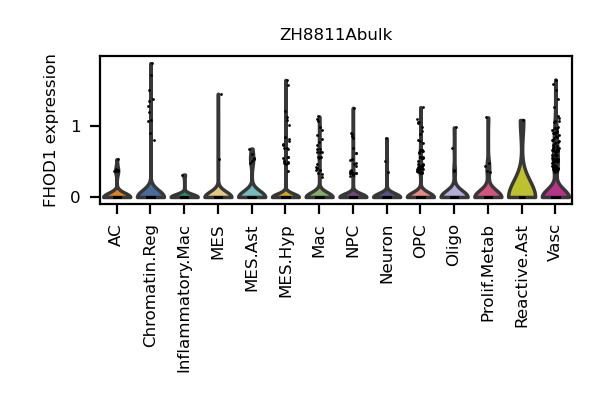 ZH8811Abulk
FHOD1 expression
1
0
AC
Chromatin.Reg
Inflammatory.Mac
MES
MES.Ast
MES.Hyp
Mac
NPC
Neuron
OPC
Oligo
Prolif.Metab
Reactive.Ast
Vasc